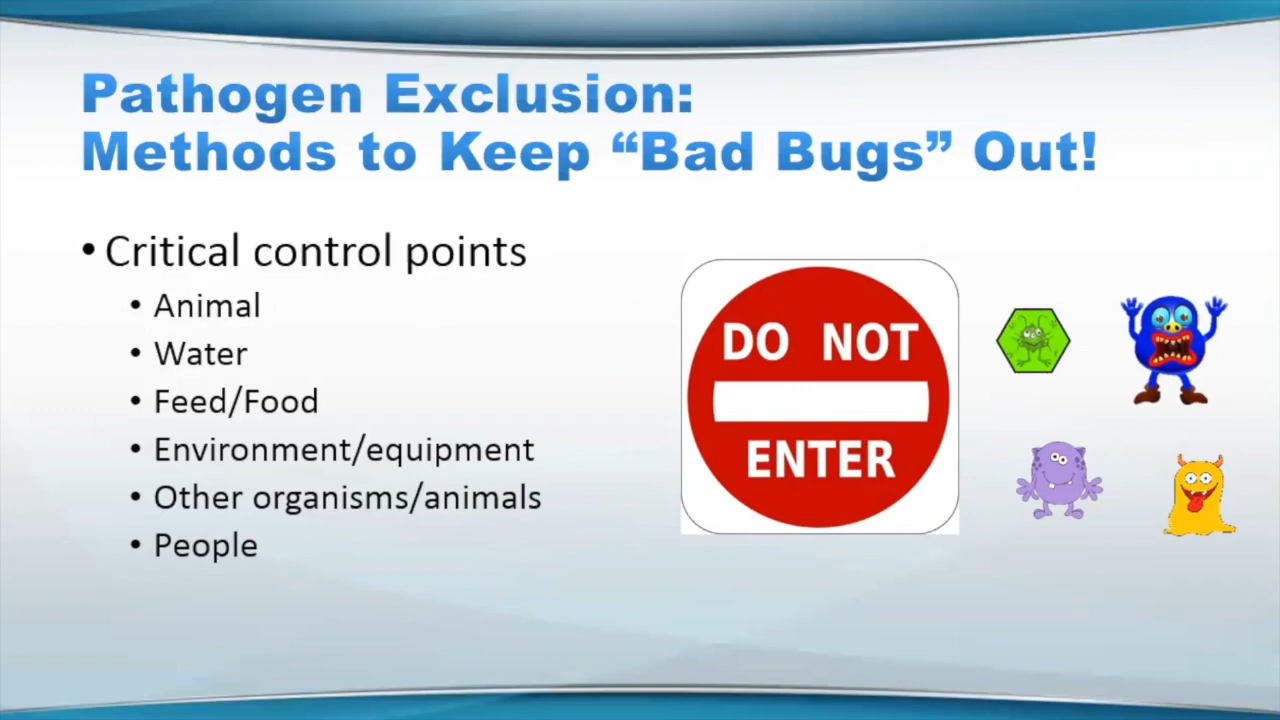 Pathogen Exclusion:
Methods to Keep “Bad Bugs” Out!
• Critical control points
• Animal
• Water
• Feed/Food
• Environment/equipment
• Other organisms/animals
• People
DO NOT
ENTER